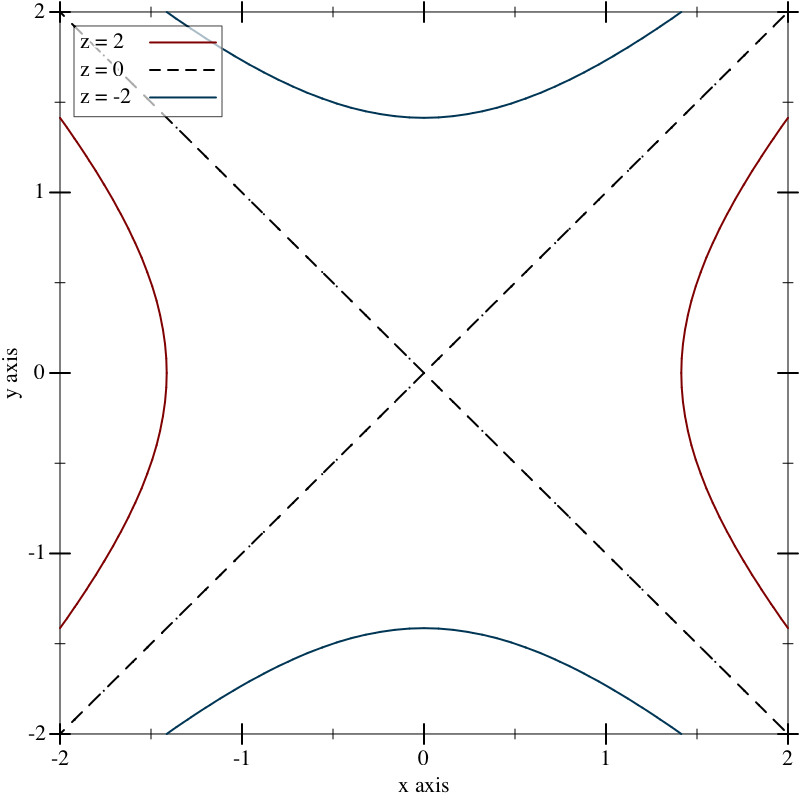 2
z = 2
z = 0
z = -2
1
0
y axis
-1
-2
-2 -1 0 1 2
x axis